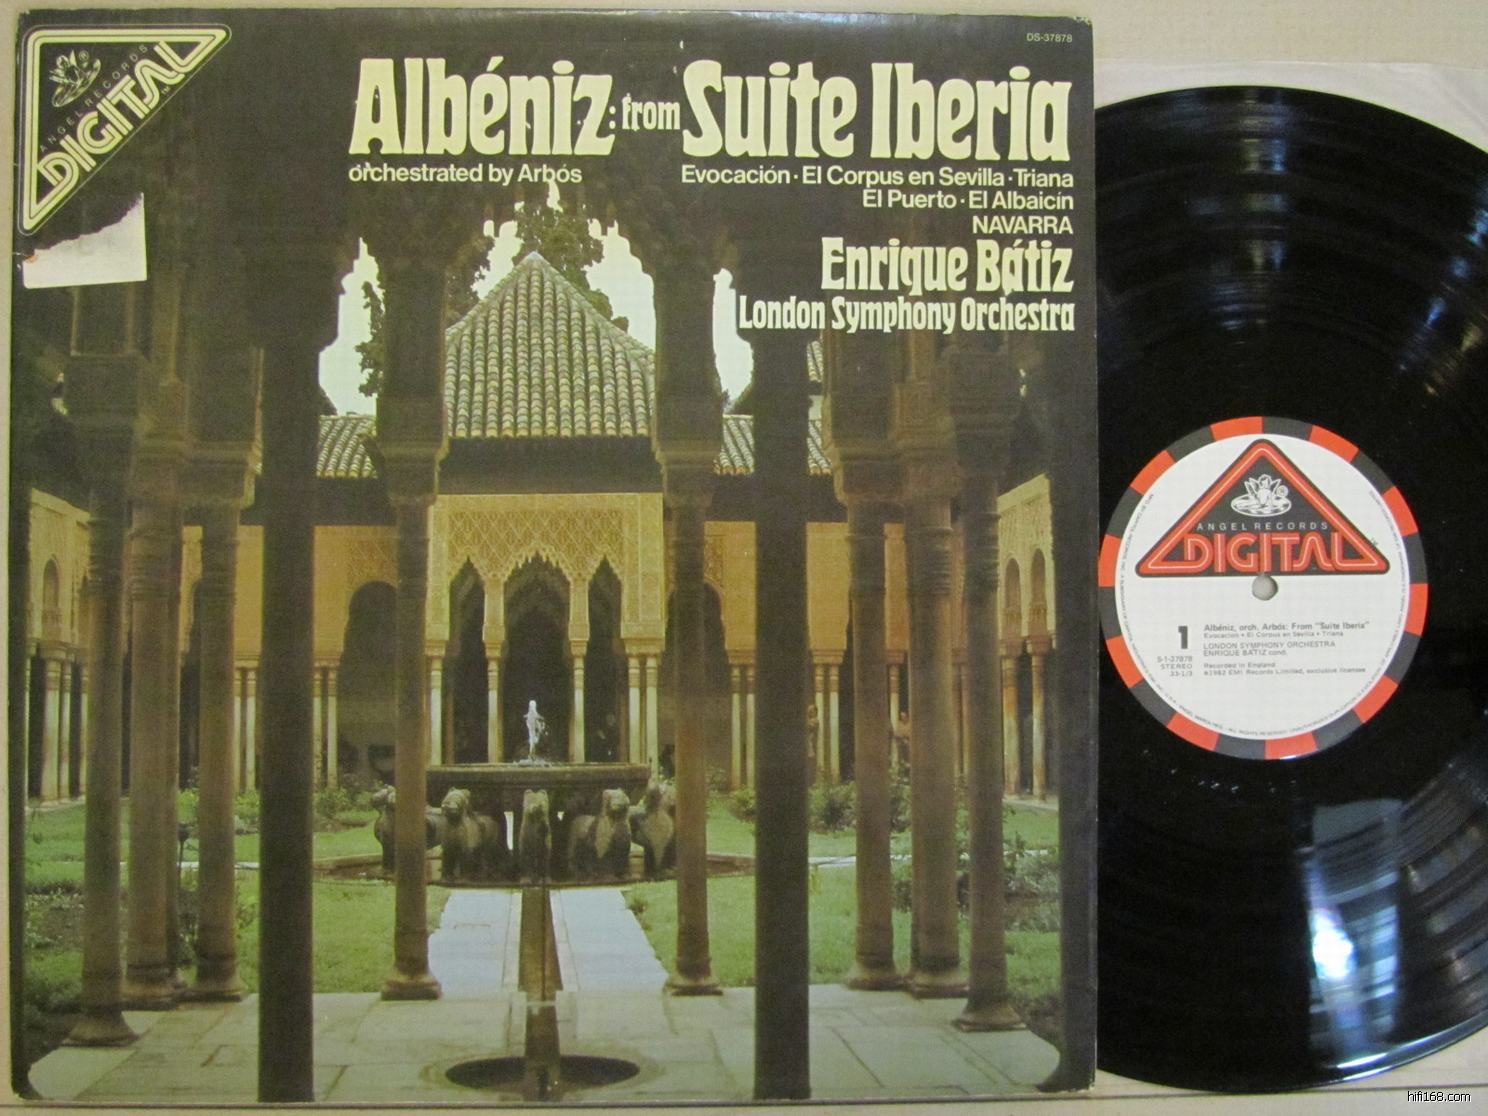 DS-37878
ANGEL RECORDS
DIGITAL
Albéniz: from Suite Iberia
orchestrated by Arbós
Evocación · El Corpus en Sevilla · Triana
El Puerto · El Albaicín
NAVARRA
Enrique Bátiz
London Symphony Orchestra
ANGEL RECORDS
DIGITAL
1
S-1-37878
STEREO
33-1/3
Albéniz, orch. Arbós: From "Suite Iberia"
Evocacion • El Corpus en Sevilla • Triana
LONDON SYMPHONY ORCHESTRA
ENRIQUE BATIZ cond.
Recorded in England
℗1982 EMI Records Limited, exclusive licensee
hifi168.com